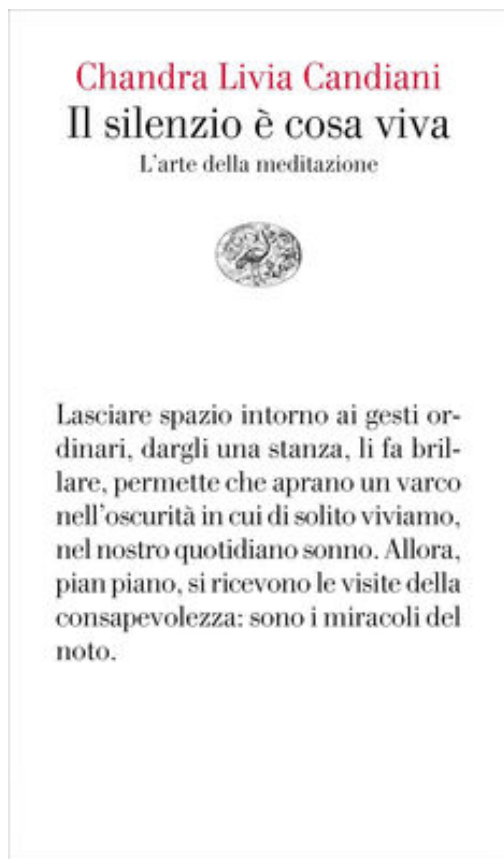 Chandra Livia Candiani
Il silenzio è cosa viva
L'arte della meditazione
Lasciare spazio intorno ai gesti or-
dinari, dargli una stanza, li fa bril-
lare, permette che aprano un varco
nell'oscurità in cui di solito viviamo,
nel nostro quotidiano sonno. Allora,
pian piano, si ricevono le visite della
consapevolezza: sono i miracoli del
noto.